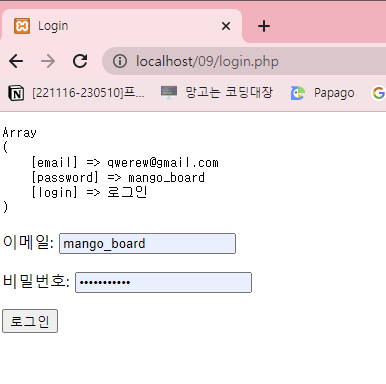 Login
localhost/09/login.php
[221116-230510]프...
망고는 코딩대장
Papago
G
Array
(
[email] => qwerew@gmail.com
[password] => mango_board
[login] => 로그인
)
이메일: mango_board
비밀번호: •••••••••••
로그인